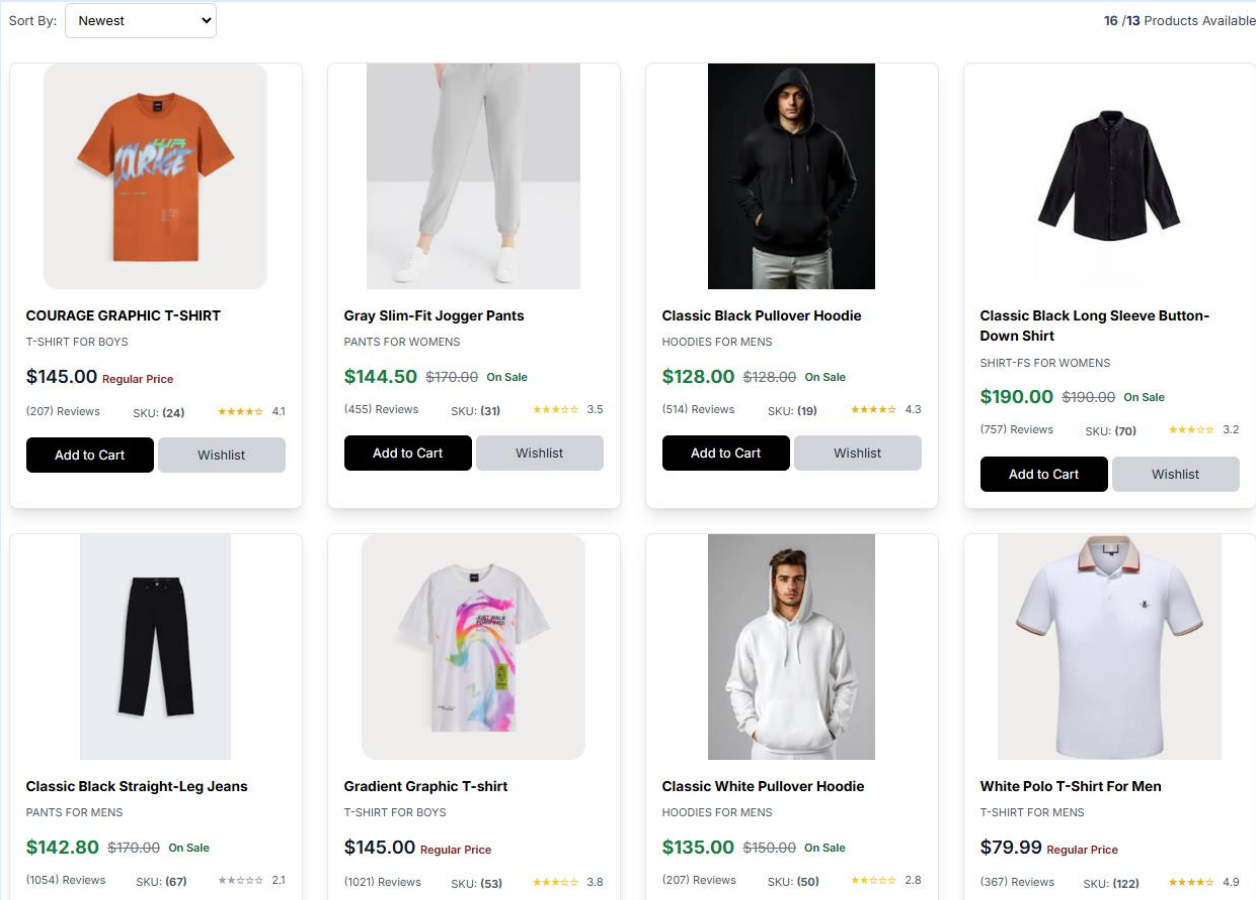 Sort By: Newest
16 /13 Products Available
COURAGE
COURAGE GRAPHIC T-SHIRT
T-SHIRT FOR BOYS
$145.00 Regular Price
(207) Reviews SKU: (24) ★★★★☆ 4.1
Add to Cart Wishlist
Gray Slim-Fit Jogger Pants
PANTS FOR WOMENS
$144.50 $170.00 On Sale
(455) Reviews SKU: (31) ★★★☆☆ 3.5
Add to Cart Wishlist
Classic Black Pullover Hoodie
HOODIES FOR MENS
$128.00 $128.00 On Sale
(514) Reviews SKU: (19) ★★★★☆ 4.3
Add to Cart Wishlist
Classic Black Long Sleeve Button-
Down Shirt
SHIRT-FS FOR WOMENS
$190.00 $190.00 On Sale
(757) Reviews SKU: (70) ★★★☆☆ 3.2
Add to Cart Wishlist
Classic Black Straight-Leg Jeans
PANTS FOR MENS
$142.80 $170.00 On Sale
(1054) Reviews SKU: (67) ★★☆☆☆ 2.1
JUST WALK
Gradient Graphic T-shirt
T-SHIRT FOR BOYS
$145.00 Regular Price
(1021) Reviews SKU: (53) ★★★☆☆ 3.8
Classic White Pullover Hoodie
HOODIES FOR MENS
$135.00 $150.00 On Sale
(207) Reviews SKU: (50) ★★☆☆☆ 2.8
White Polo T-Shirt For Men
T-SHIRT FOR MENS
$79.99 Regular Price
(367) Reviews SKU: (122) ★★★★☆ 4.9